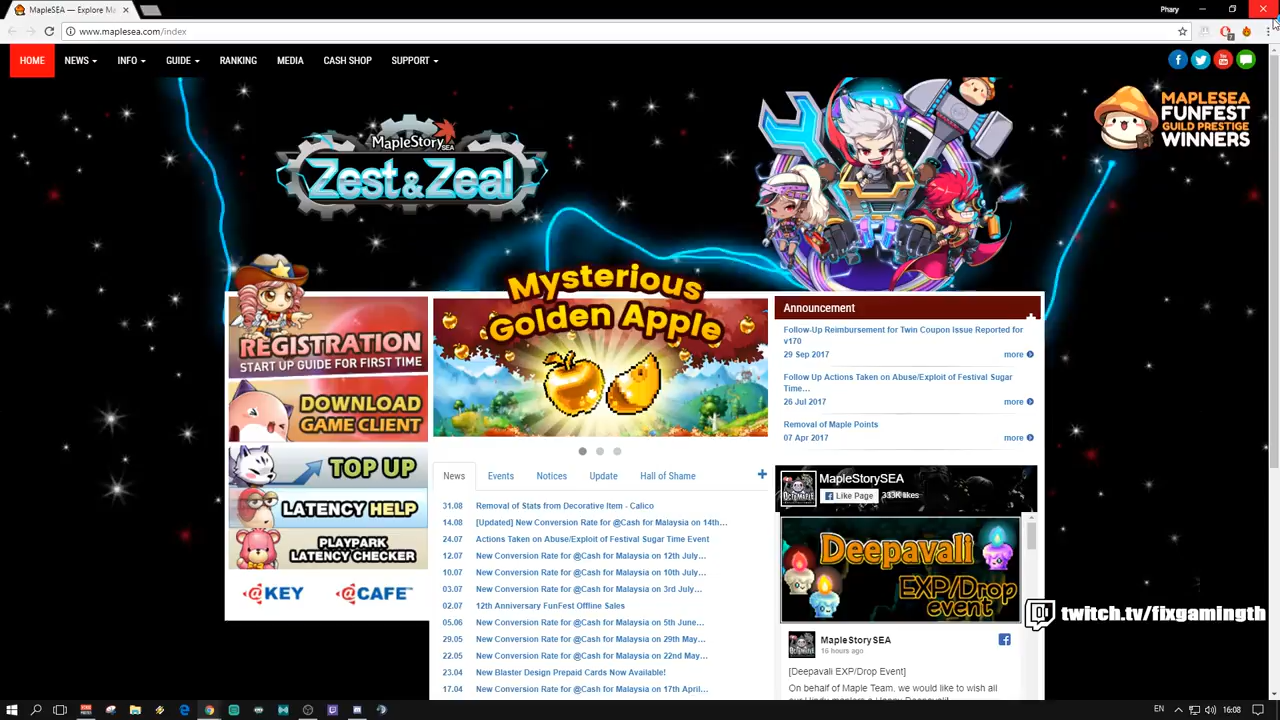 MapleSEA — Explore Ma
Phary
www.maplesea.com/index
HOME
NEWS
INFO
GUIDE
RANKING
MEDIA
CASH SHOP
SUPPORT
MapleStory SEA
Zest & Zeal
MAPLESEA
FUNFEST
GUILD PRESTIGE
WINNERS
REGISTRATION
START UP GUIDE FOR FIRST TIME
DOWNLOAD
GAME CLIENT
TOP UP
LATENCY HELP
PLAYPARK
LATENCY CHECKER
@KEY
@CAFE
Mysterious
Golden Apple
News
Events
Notices
Update
Hall of Shame
31.08 Removal of Stats from Decorative Item - Calico
14.08 [Updated] New Conversion Rate for @Cash for Malaysia on 14th...
24.07 Actions Taken on Abuse/Exploit of Festival Sugar Time Event
12.07 New Conversion Rate for @Cash for Malaysia on 12th July...
10.07 New Conversion Rate for @Cash for Malaysia on 10th July...
03.07 New Conversion Rate for @Cash for Malaysia on 3rd July...
02.07 12th Anniversary FunFest Offline Sales
05.06 New Conversion Rate for @Cash for Malaysia on 5th June...
29.05 New Conversion Rate for @Cash for Malaysia on 29th May...
22.05 New Conversion Rate for @Cash for Malaysia on 22nd May...
23.04 New Blaster Design Prepaid Cards Now Available!
17.04 New Conversion Rate for @Cash for Malaysia on 17th April...
Announcement
Follow-Up Reimbursement for Twin Coupon Issue Reported for
v170
29 Sep 2017 more
Follow Up Actions Taken on Abuse/Exploit of Festival Sugar
Time...
26 Jul 2017 more
Removal of Maple Points
07 Apr 2017 more
MapleStorySEA
Like Page
333K likes
Deepavali
EXP/Drop
event
MapleStorySEA
16 hours ago
[Deepavali EXP/Drop Event]
On behalf of Maple Team, we would like to wish all
twitch.tv/fixgamingth
EN
16:08